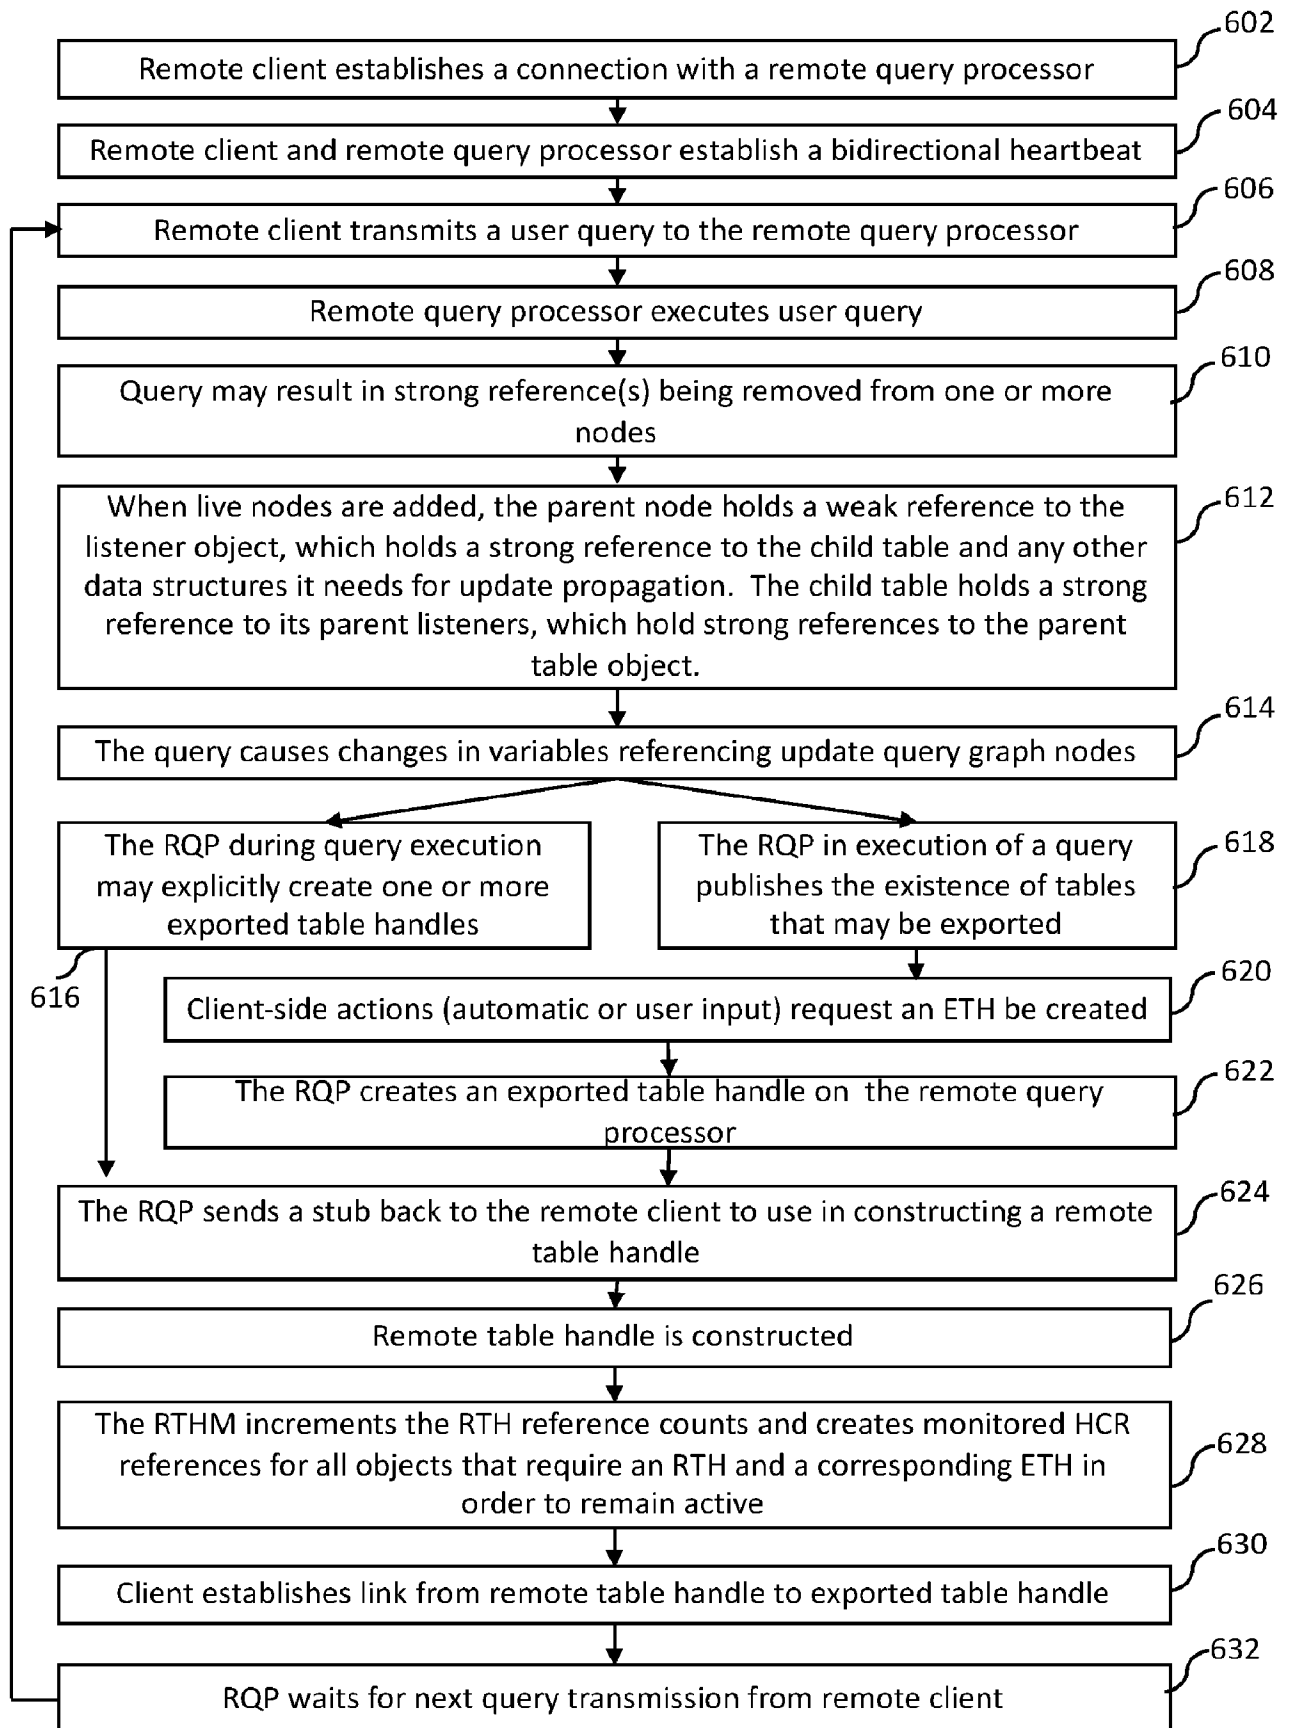 602
Remote client establishes a connection with a remote query processor
604
Remote client and remote query processor establish a bidirectional heartbeat
606
Remote client transmits a user query to the remote query processor
608
Remote query processor executes user query
610
Query may result in strong reference(s) being removed from one or more
nodes
612
When live nodes are added, the parent node holds a weak reference to the
listener object, which holds a strong reference to the child table and any other
data structures it needs for update propagation. The child table holds a strong
reference to its parent listeners, which hold strong references to the parent
table object.
614
The query causes changes in variables referencing update query graph nodes
The RQP during query execution
may explicitly create one or more
exported table handles
616
The RQP in execution of a query
publishes the existence of tables
that may be exported
618
620
Client-side actions (automatic or user input) request an ETH be created
622
The RQP creates an exported table handle on the remote query
processor
624
The RQP sends a stub back to the remote client to use in constructing a remote
table handle
626
Remote table handle is constructed
The RTHM increments the RTH reference counts and creates monitored HCR
references for all objects that require an RTH and a corresponding ETH in
order to remain active
628
630
Client establishes link from remote table handle to exported table handle
632
RQP waits for next query transmission from remote client